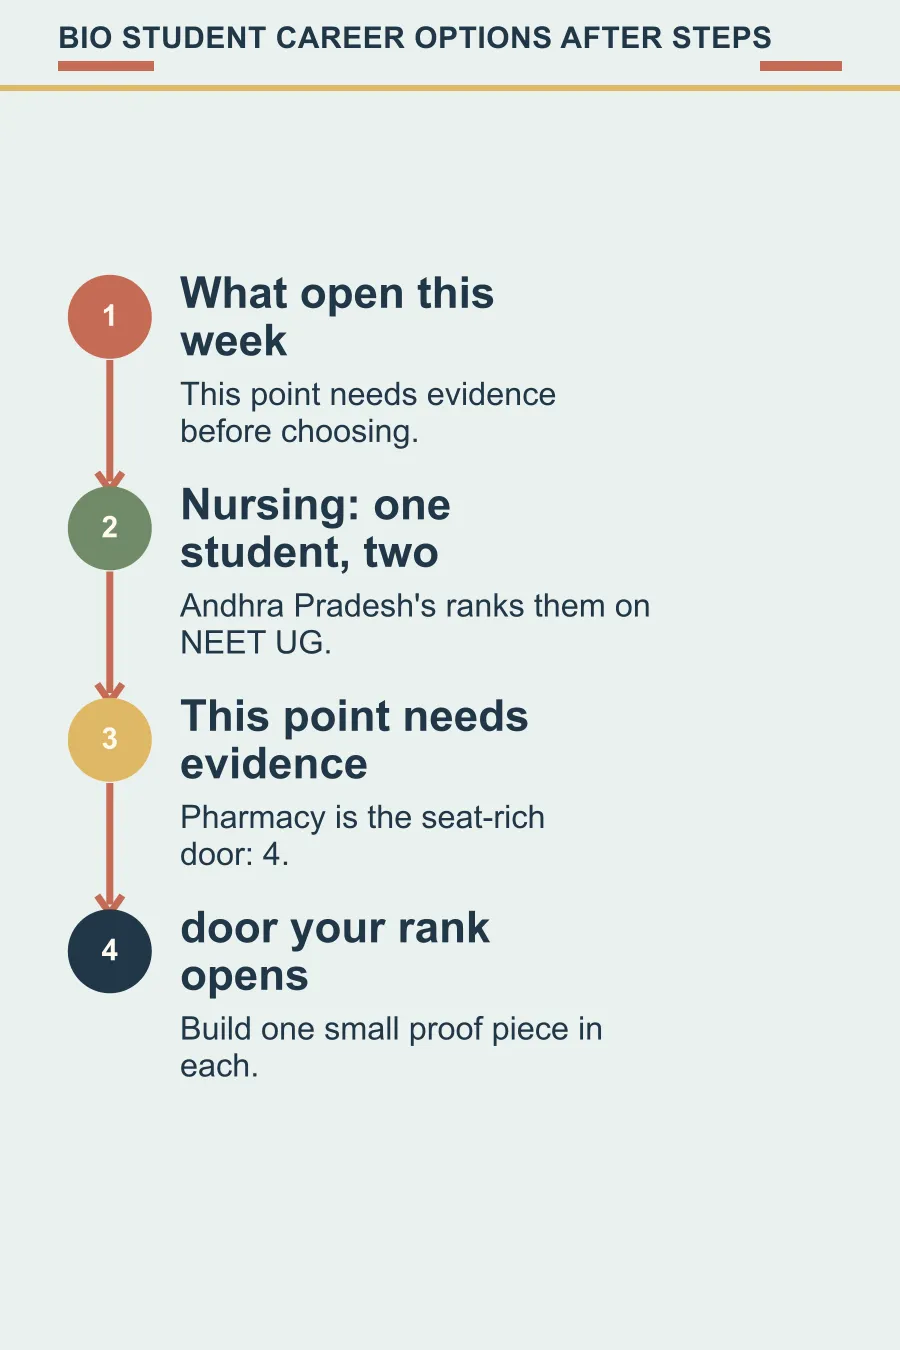 BIO STUDENT CAREER OPTIONS AFTER STEPS
1
What open this
week
This point needs evidence
before choosing.
2
Nursing: one
student, two
Andhra Pradesh's ranks them on
NEET UG.
3
This point needs
evidence
Pharmacy is the seat-rich
door: 4.
4
door your rank
opens
Build one small proof piece in
each.